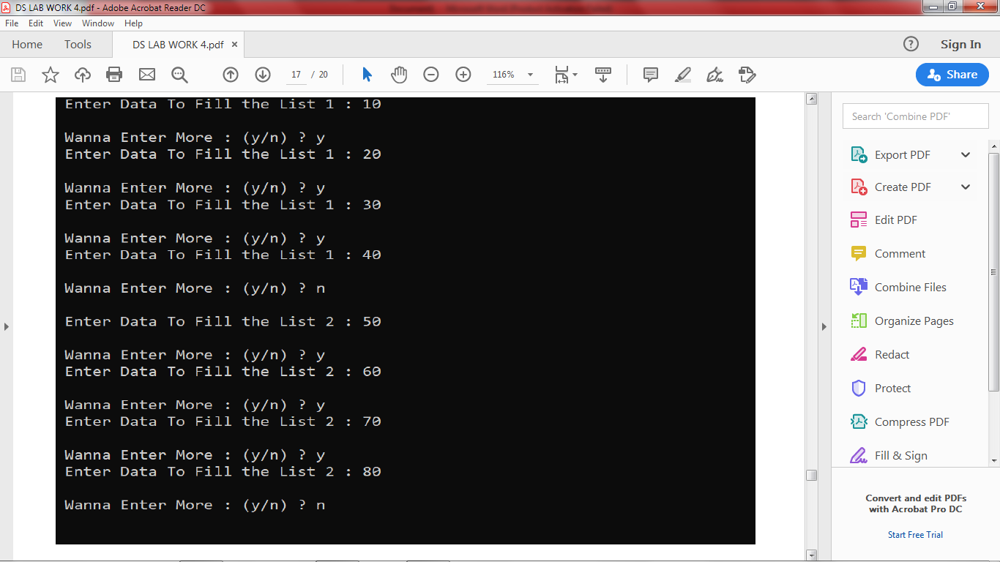 DS LAB WORK 4.pdf - Adobe Acrobat Reader DC
File Edit View Window Help
Home Tools DS LAB WORK 4.pdf × ? Sign In
17 / 20 116% Share
Enter Data To Fill the List 1 : 10
Wanna Enter More : (y/n) ? y
Enter Data To Fill the List 1 : 20
Wanna Enter More : (y/n) ? y
Enter Data To Fill the List 1 : 30
Wanna Enter More : (y/n) ? y
Enter Data To Fill the List 1 : 40
Wanna Enter More : (y/n) ? n
Enter Data To Fill the List 2 : 50
Wanna Enter More : (y/n) ? y
Enter Data To Fill the List 2 : 60
Wanna Enter More : (y/n) ? y
Enter Data To Fill the List 2 : 70
Wanna Enter More : (y/n) ? y
Enter Data To Fill the List 2 : 80
Wanna Enter More : (y/n) ? n
Search 'Combine PDF'
Export PDF
Create PDF
Edit PDF
Comment
Combine Files
Organize Pages
Redact
Protect
Compress PDF
Fill & Sign
Convert and edit PDFs
with Acrobat Pro DC
Start Free Trial